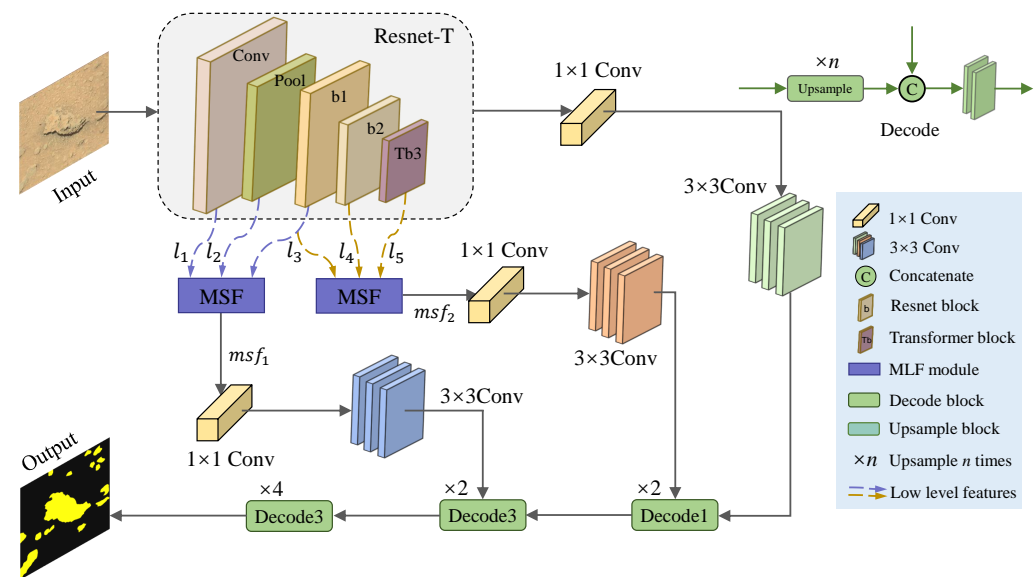 Resnet-T
Conv
Pool
b1
b2
Tb3
Input
1×1 Conv
×n
Upsample
C
Decode
3×3Conv
l₁
l₂
l₃
l₄
l₅
MSF
MSF
msf₂
1×1 Conv
3×3Conv
msf₁
1×1 Conv
3×3Conv
Output
×4
Decode3
×2
Decode3
×2
Decode1
1×1 Conv
3×3 Conv
C
Concatenate
b
Resnet block
Tb
Transformer block
MLF module
Decode block
Upsample block
×n Upsample n times
Low level features